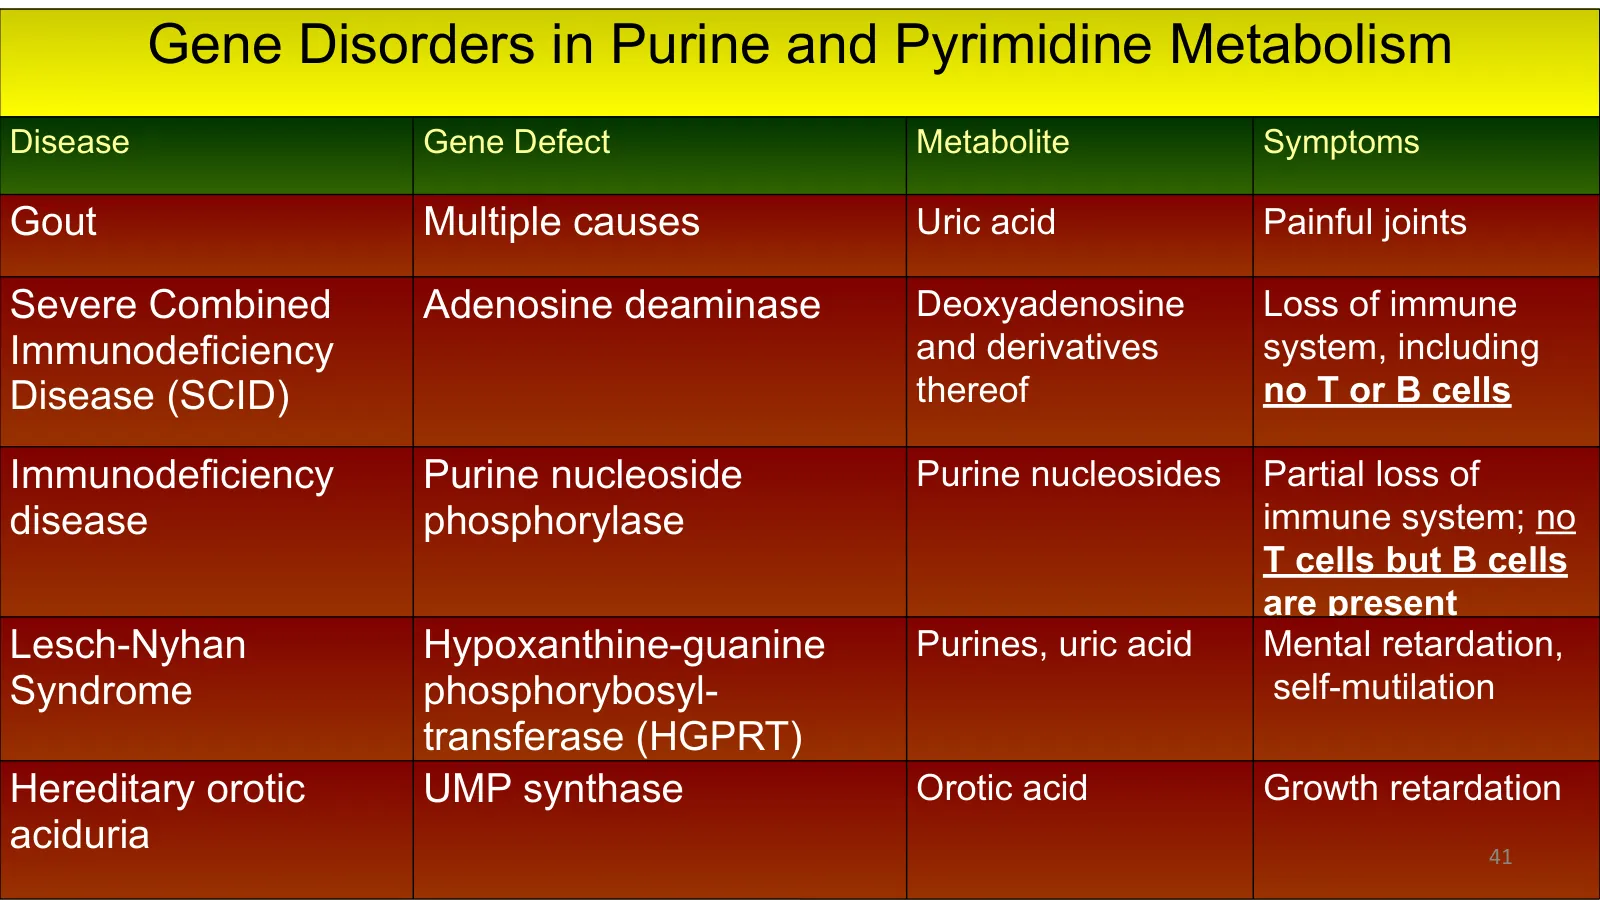 Gene Disorders in Purine and Pyrimidine Metabolism
Disease
Gene Defect
Metabolite
Symptoms
Gout
Multiple causes
Uric acid
Painful joints
Severe Combined
Immunodeficiency
Disease (SCID)
Adenosine deaminase
Deoxyadenosine
and derivatives
thereof
Loss of immune
system, including
no T or B cells
Immunodeficiency
disease
Purine nucleoside
phosphorylase
Purine nucleosides
Partial loss of
immune system; no
T cells but B cells
are present
Lesch-Nyhan
Syndrome
Hypoxanthine-guanine
phosphorybosyl-
transferase (HGPRT)
Purines, uric acid
Mental retardation,
self-mutilation
Hereditary orotic
aciduria
UMP synthase
Orotic acid
Growth retardation
41